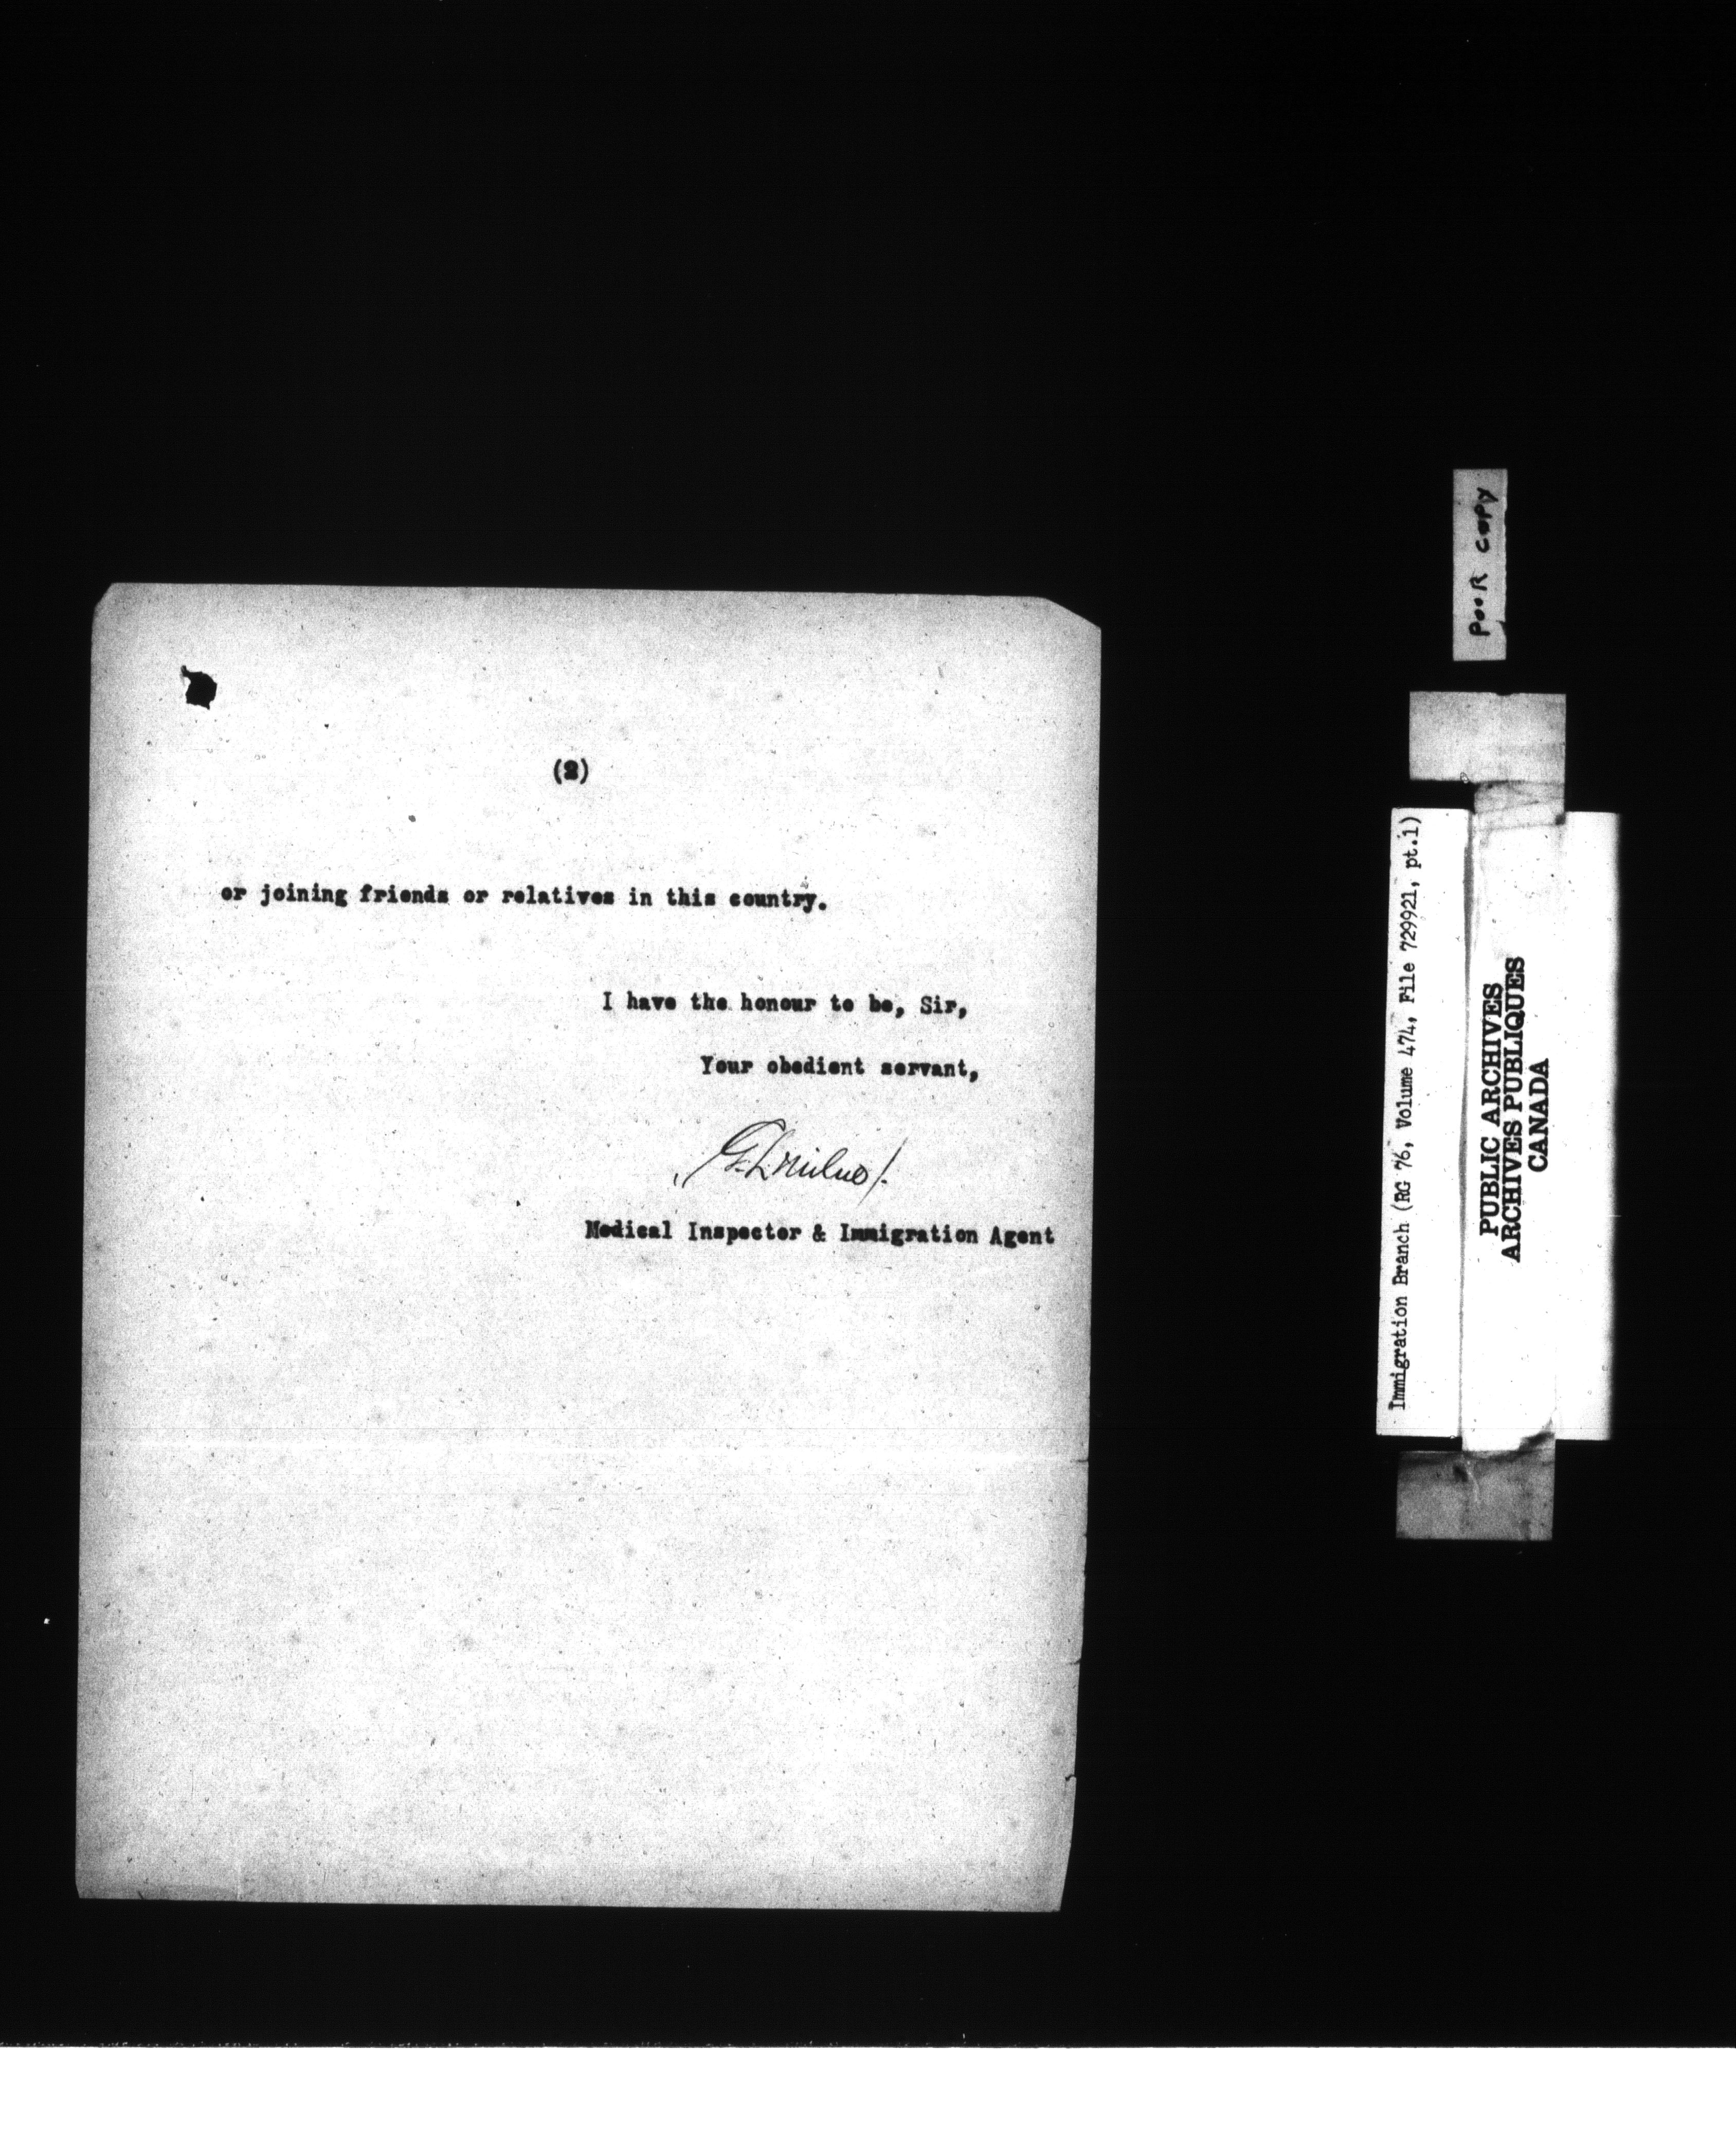 (2)
or joining friends or relatives in this country.
I have the honour to be, Sir,
Your obedient servant,
G. L. Milne
Medical Inspector & Immigration Agent
POOR COPY
Immigration Branch (RG 76, Volume 474, File 729921, pt.1)
PUBLIC ARCHIVES
ARCHIVES PUBLIQUES
CANADA